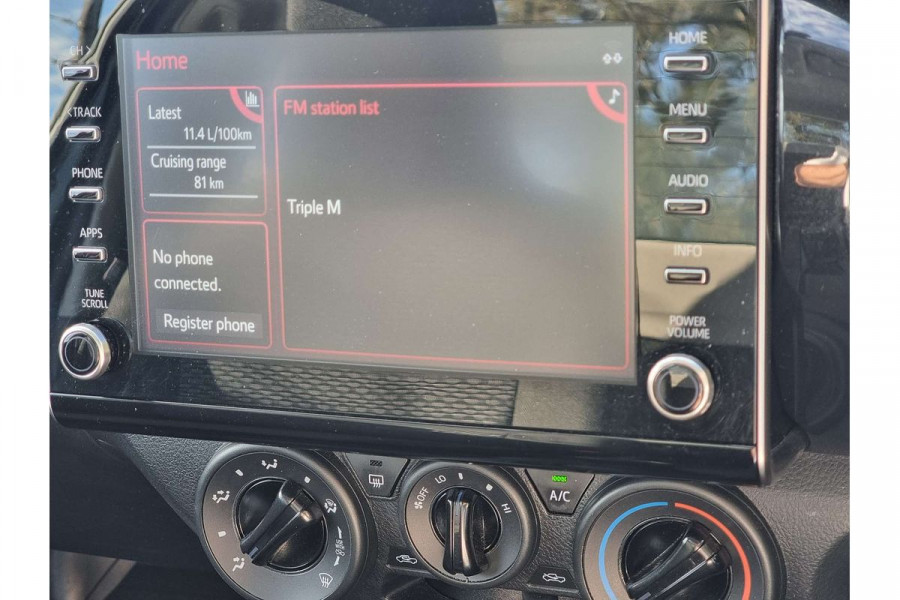 CH >
Home
HOME
Latest
11.4 L/100km
FM station list
MENU
TRACK
Cruising range
81 km
PHONE
AUDIO
Triple M
APPS
No phone
connected.
INFO
TUNE
SCROLL
Register phone
POWER
VOLUME
OFF
LO
HI
A/C